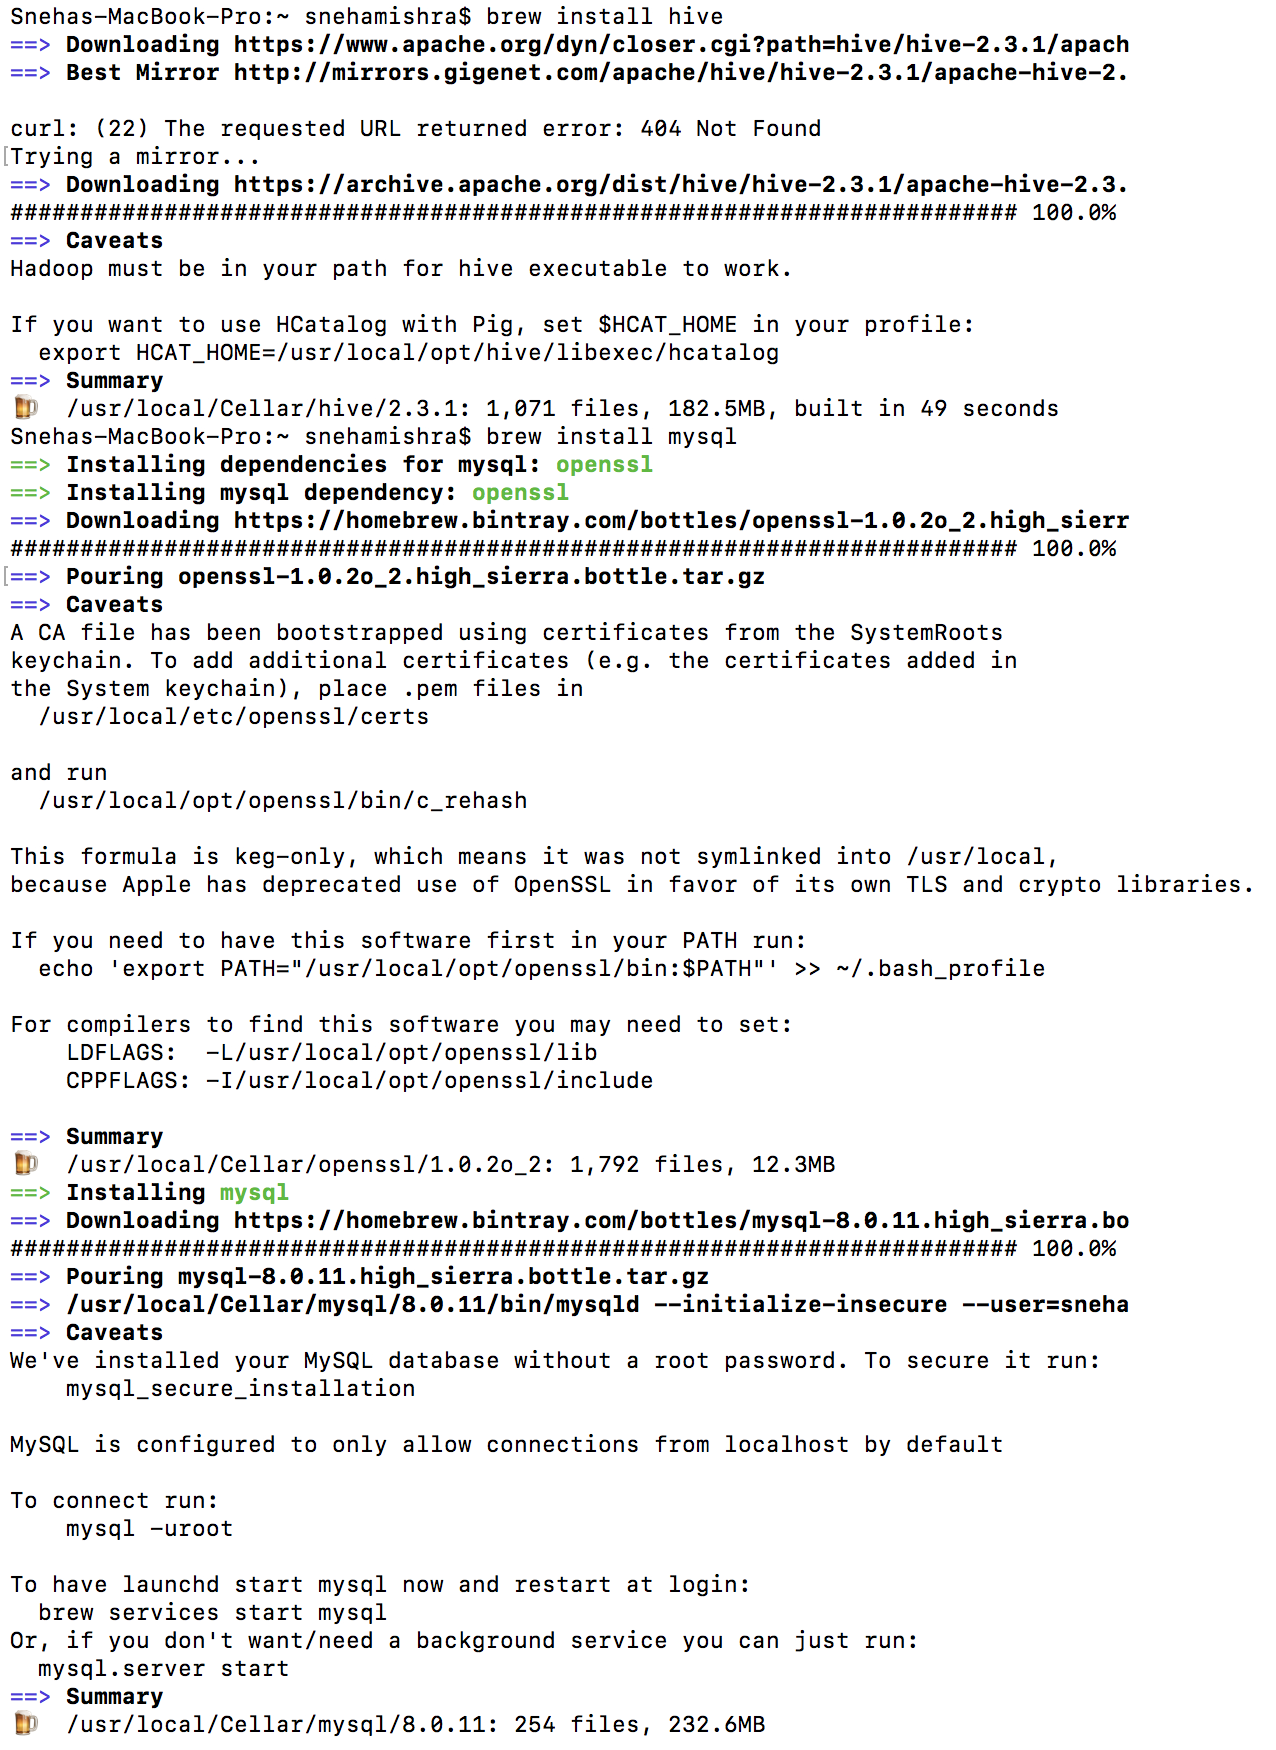 Snehas-MacBook-Pro:~ snehamishra$ brew install hive
==> Downloading https://www.apache.org/dyn/closer.cgi?path=hive/hive-2.3.1/apach
==> Best Mirror http://mirrors.gigenet.com/apache/hive/hive-2.3.1/apache-hive-2.
curl: (22) The requested URL returned error: 404 Not Found
[Trying a mirror...
==> Downloading https://archive.apache.org/dist/hive/hive-2.3.1/apache-hive-2.3.
######################################################################## 100.0%
==> Caveats
Hadoop must be in your path for hive executable to work.
If you want to use HCatalog with Pig, set $HCAT_HOME in your profile:
  export HCAT_HOME=/usr/local/opt/hive/libexec/hcatalog
==> Summary
🍺  /usr/local/Cellar/hive/2.3.1: 1,071 files, 182.5MB, built in 49 seconds
Snehas-MacBook-Pro:~ snehamishra$ brew install mysql
==> Installing dependencies for mysql: openssl
==> Installing mysql dependency: openssl
==> Downloading https://homebrew.bintray.com/bottles/openssl-1.0.2o_2.high_sierr
######################################################################## 100.0%
[==> Pouring openssl-1.0.2o_2.high_sierra.bottle.tar.gz
==> Caveats
A CA file has been bootstrapped using certificates from the SystemRoots
keychain. To add additional certificates (e.g. the certificates added in
the System keychain), place .pem files in
  /usr/local/etc/openssl/certs
and run
  /usr/local/opt/openssl/bin/c_rehash
This formula is keg-only, which means it was not symlinked into /usr/local,
because Apple has deprecated use of OpenSSL in favor of its own TLS and crypto libraries.
If you need to have this software first in your PATH run:
  echo 'export PATH="/usr/local/opt/openssl/bin:$PATH"' >> ~/.bash_profile
For compilers to find this software you may need to set:
    LDFLAGS:  -L/usr/local/opt/openssl/lib
    CPPFLAGS: -I/usr/local/opt/openssl/include
==> Summary
🍺  /usr/local/Cellar/openssl/1.0.2o_2: 1,792 files, 12.3MB
==> Installing mysql
==> Downloading https://homebrew.bintray.com/bottles/mysql-8.0.11.high_sierra.bo
######################################################################## 100.0%
==> Pouring mysql-8.0.11.high_sierra.bottle.tar.gz
==> /usr/local/Cellar/mysql/8.0.11/bin/mysqld --initialize-insecure --user=sneha
==> Caveats
We've installed your MySQL database without a root password. To secure it run:
    mysql_secure_installation
MySQL is configured to only allow connections from localhost by default
To connect run:
    mysql -uroot
To have launchd start mysql now and restart at login:
  brew services start mysql
Or, if you don't want/need a background service you can just run:
  mysql.server start
==> Summary
🍺  /usr/local/Cellar/mysql/8.0.11: 254 files, 232.6MB